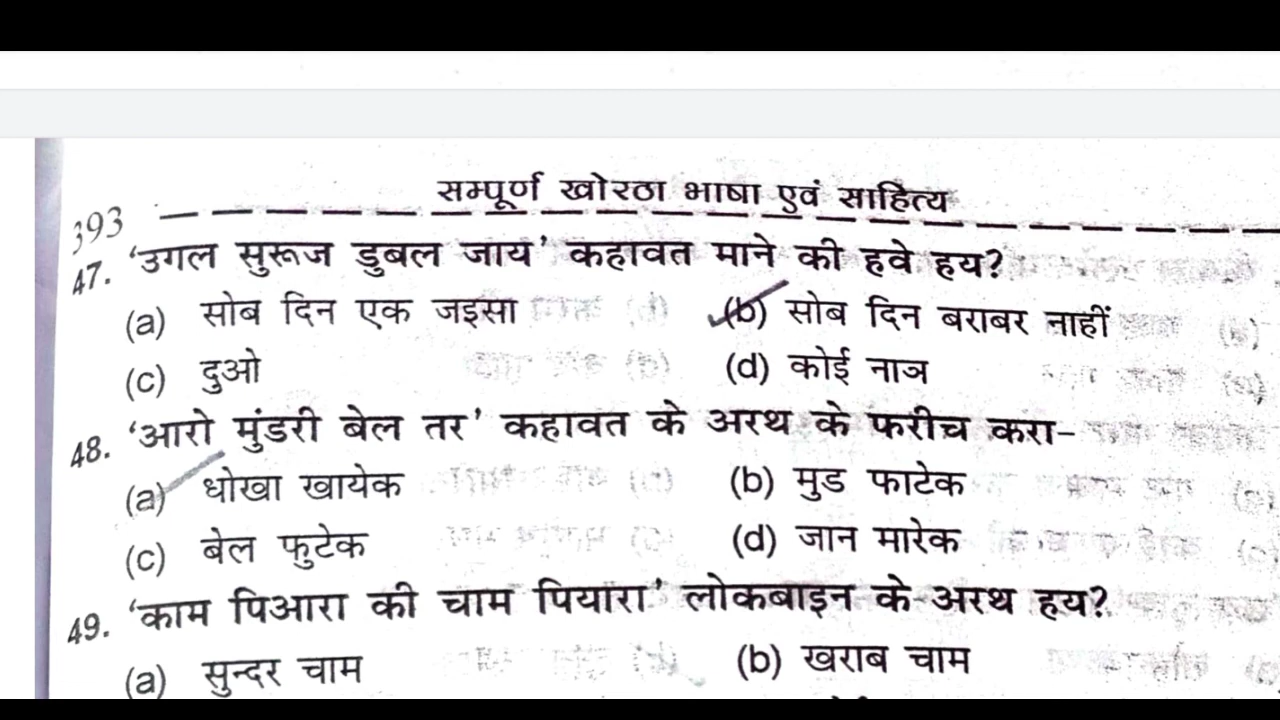 सम्पूर्ण खोरठा भाषा एवं साहित्य
393
47. ‘उगल सुरूज डुबल जाय’ कहावत माने की हवे हय?
(a) सोब दिन एक जइसा (b) सोब दिन बराबर नाहीं
(c) दुओ (d) कोई नाञ
48. ‘आरो मुंडरी बेल तर’ कहावत के अरथ के फरीच करा-
(a) धोखा खायेक (b) मुड फाटेक
(c) बेल फुटेक (d) जान मारेक
49. ‘काम पिआरा की चाम पियारा’ लोकबाइन के अरथ हय?
(a) सुन्दर चाम (b) खराब चाम